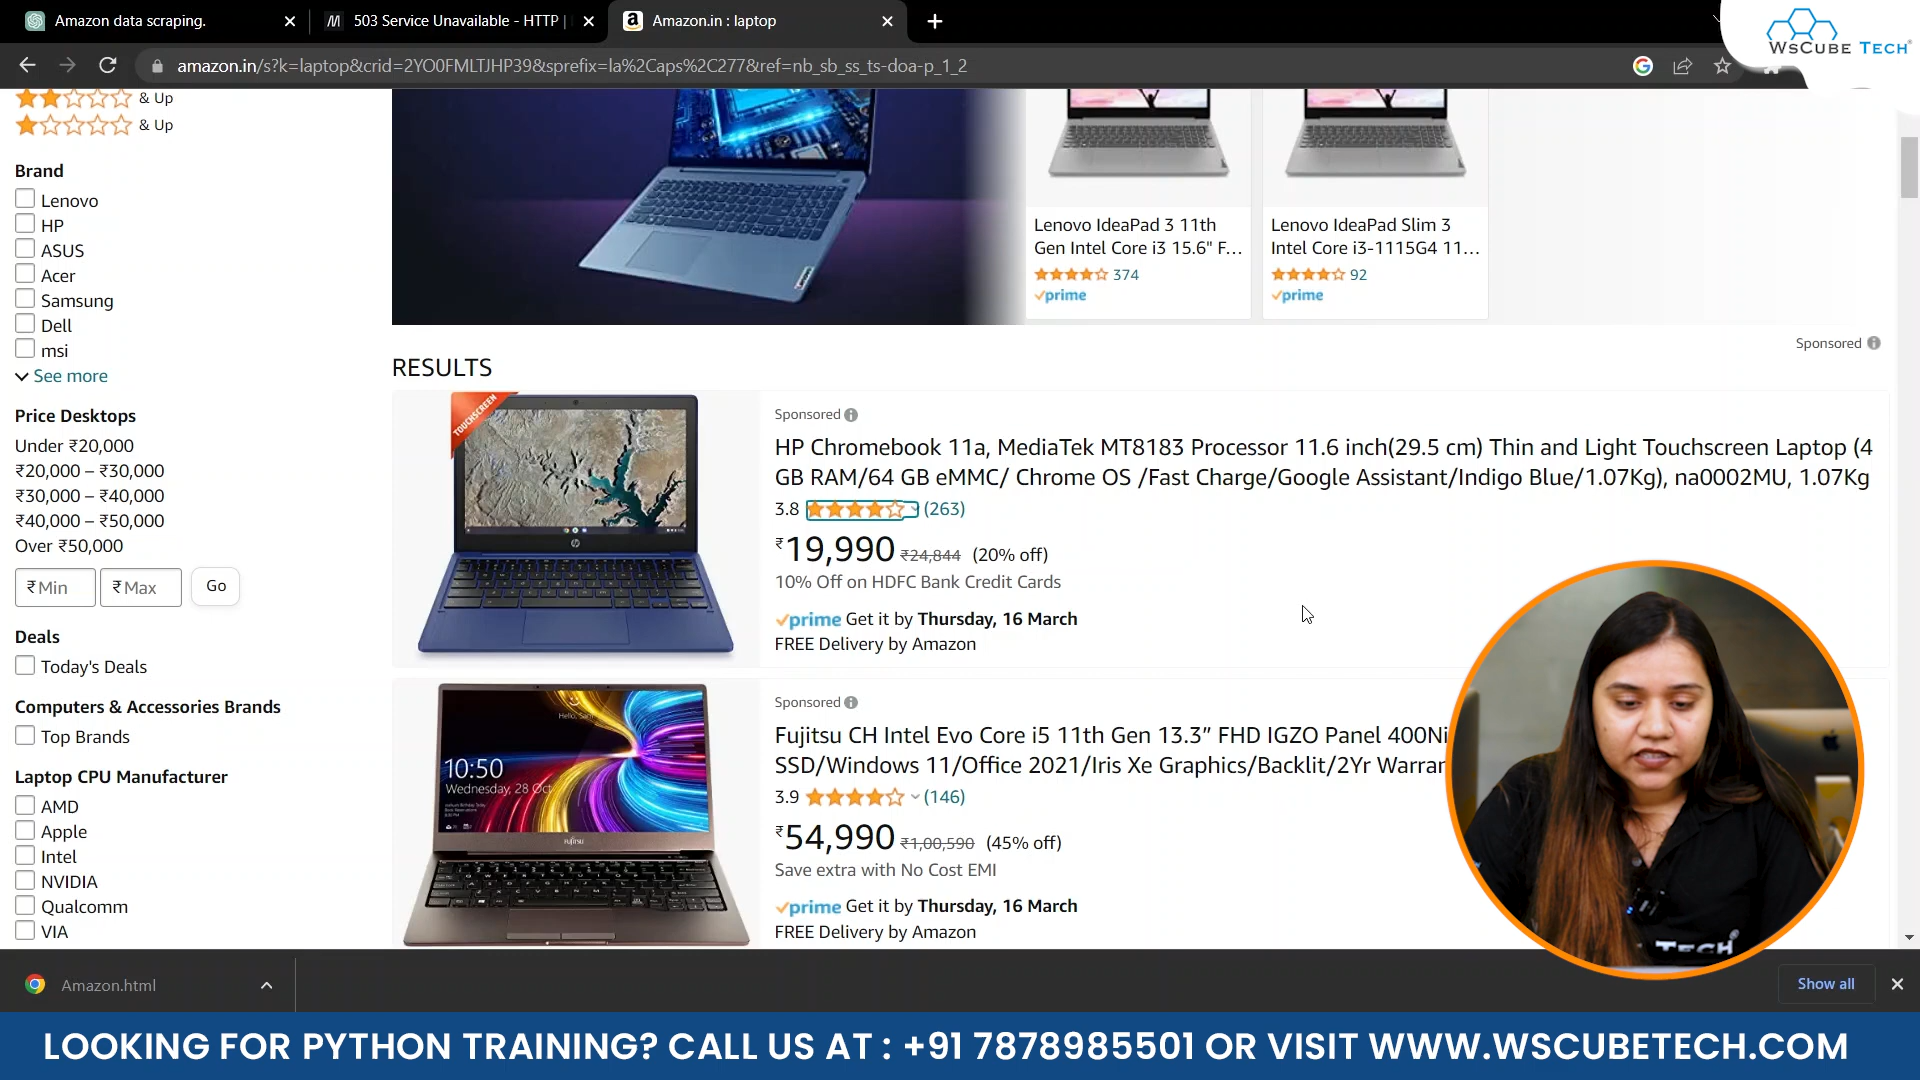 Amazon data scraping.
503 Service Unavailable - HTTP |
Amazon.in : laptop
WsCube Tech
amazon.in/s?k=laptop&crid=2YO0FMLTJHP39&sprefix=la%2Caps%2C277&ref=nb_sb_ss_ts-doa-p_1_2
& Up
& Up
Brand
Lenovo
HP
ASUS
Acer
Samsung
Dell
msi
See more
Price Desktops
Under ₹20,000
₹20,000 – ₹30,000
₹30,000 – ₹40,000
₹40,000 – ₹50,000
Over ₹50,000
₹Min ₹Max Go
Deals
Today's Deals
Computers & Accessories Brands
Top Brands
Laptop CPU Manufacturer
AMD
Apple
Intel
NVIDIA
Qualcomm
VIA
Lenovo IdeaPad 3 11th
Gen Intel Core i3 15.6" F...
374
prime
Lenovo IdeaPad Slim 3
Intel Core i3-1115G4 11...
92
prime
Sponsored
RESULTS
TOUCHSCREEN
Sponsored
HP Chromebook 11a, MediaTek MT8183 Processor 11.6 inch(29.5 cm) Thin and Light Touchscreen Laptop (4
GB RAM/64 GB eMMC/ Chrome OS /Fast Charge/Google Assistant/Indigo Blue/1.07Kg), na0002MU, 1.07Kg
3.8 (263)
₹19,990 ₹24,844 (20% off)
10% Off on HDFC Bank Credit Cards
prime Get it by Thursday, 16 March
FREE Delivery by Amazon
10:50
Wednesday, 28 Oct
FUJITSU
Sponsored
Fujitsu CH Intel Evo Core i5 11th Gen 13.3” FHD IGZO Panel 400Ni
SSD/Windows 11/Office 2021/Iris Xe Graphics/Backlit/2Yr Warran
3.9 (146)
₹54,990 ₹1,00,590 (45% off)
Save extra with No Cost EMI
prime Get it by Thursday, 16 March
FREE Delivery by Amazon
TECH
Amazon.html
Show all
LOOKING FOR PYTHON TRAINING? CALL US AT : +91 7878985501 OR VISIT WWW.WSCUBETECH.COM